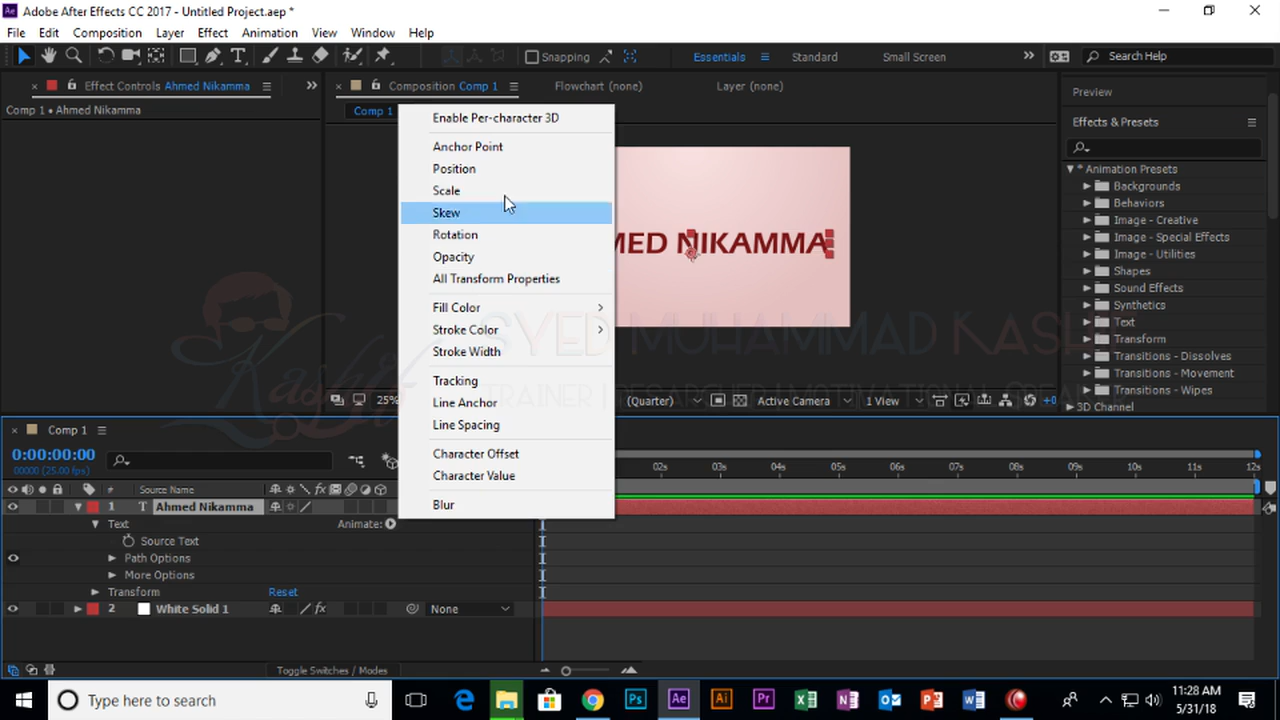 Adobe After Effects CC 2017 - Untitled Project.aep *
File Edit Composition Layer Effect Animation View Window Help
Snapping Essentials Standard Small Screen Search Help
Effect Controls Ahmed Nikamma
Composition Comp 1 Flowchart (none) Layer (none)
Preview
Comp 1 • Ahmed Nikamma
Comp 1
Effects & Presets
Enable Per-character 3D
Anchor Point
Position
Scale
Skew
Rotation
Opacity
All Transform Properties
Fill Color
Stroke Color
Stroke Width
Tracking
Line Anchor
Line Spacing
Character Offset
Character Value
Blur
MED NIKAMMA
* Animation Presets
Backgrounds
Behaviors
Image - Creative
Image - Special Effects
Image - Utilities
Shapes
Sound Effects
Synthetics
Text
Transform
Transitions - Dissolves
Transitions - Movement
Transitions - Wipes
3D Channel
Kashif
SYED MUHAMMAD KASHI
25% (Quarter) Active Camera 1 View +0
Comp 1
0:00:00:00
00000 (25.00 fps)
02s 03s 04s 05s 06s 07s 08s 09s 10s 11s 12s
# Source Name
1 T Ahmed Nikamma
Text Animate:
Source Text
Path Options
More Options
Transform Reset
2 White Solid 1 None
Toggle Switches / Modes
Type here to search
11:28 AM
5/31/18